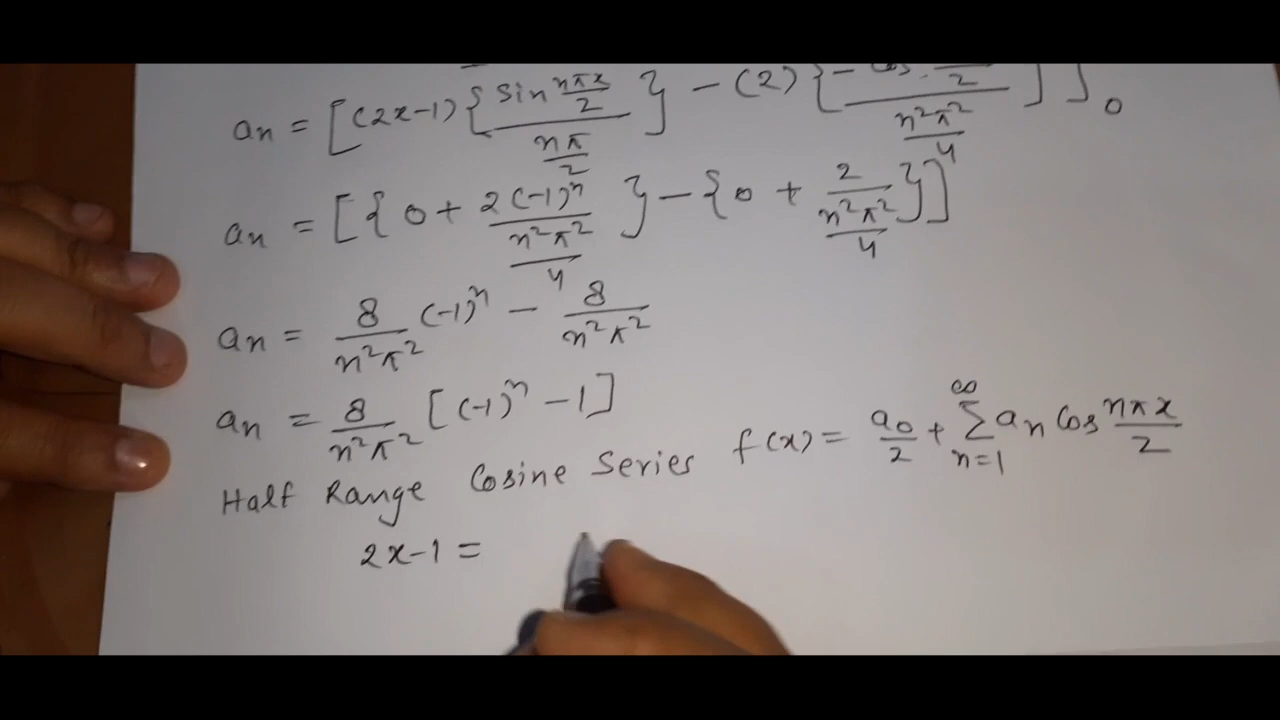 an = [(2x-1){sin nπx/2 / nπ/2} - (2){-cos /2 / n²π²/4}]₀
an = [{0 + 2(-1)ⁿ / n²π²/4} - {0 + 2 / n²π²/4}]
an = 8/n²π² (-1)ⁿ - 8/n²π²
an = 8/n²π² [(-1)ⁿ - 1]
Half Range Cosine Series f(x) = a₀/2 + ∞ Σ n=1 an Cos nπx/2
2x-1 =